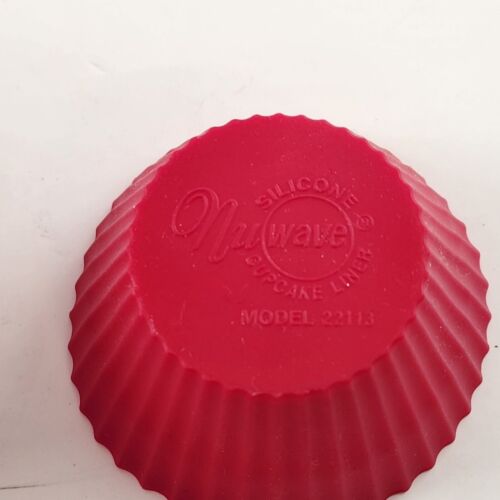 SILICONE ®
Nuwave
CUPCAKE LINER
MODEL 22113